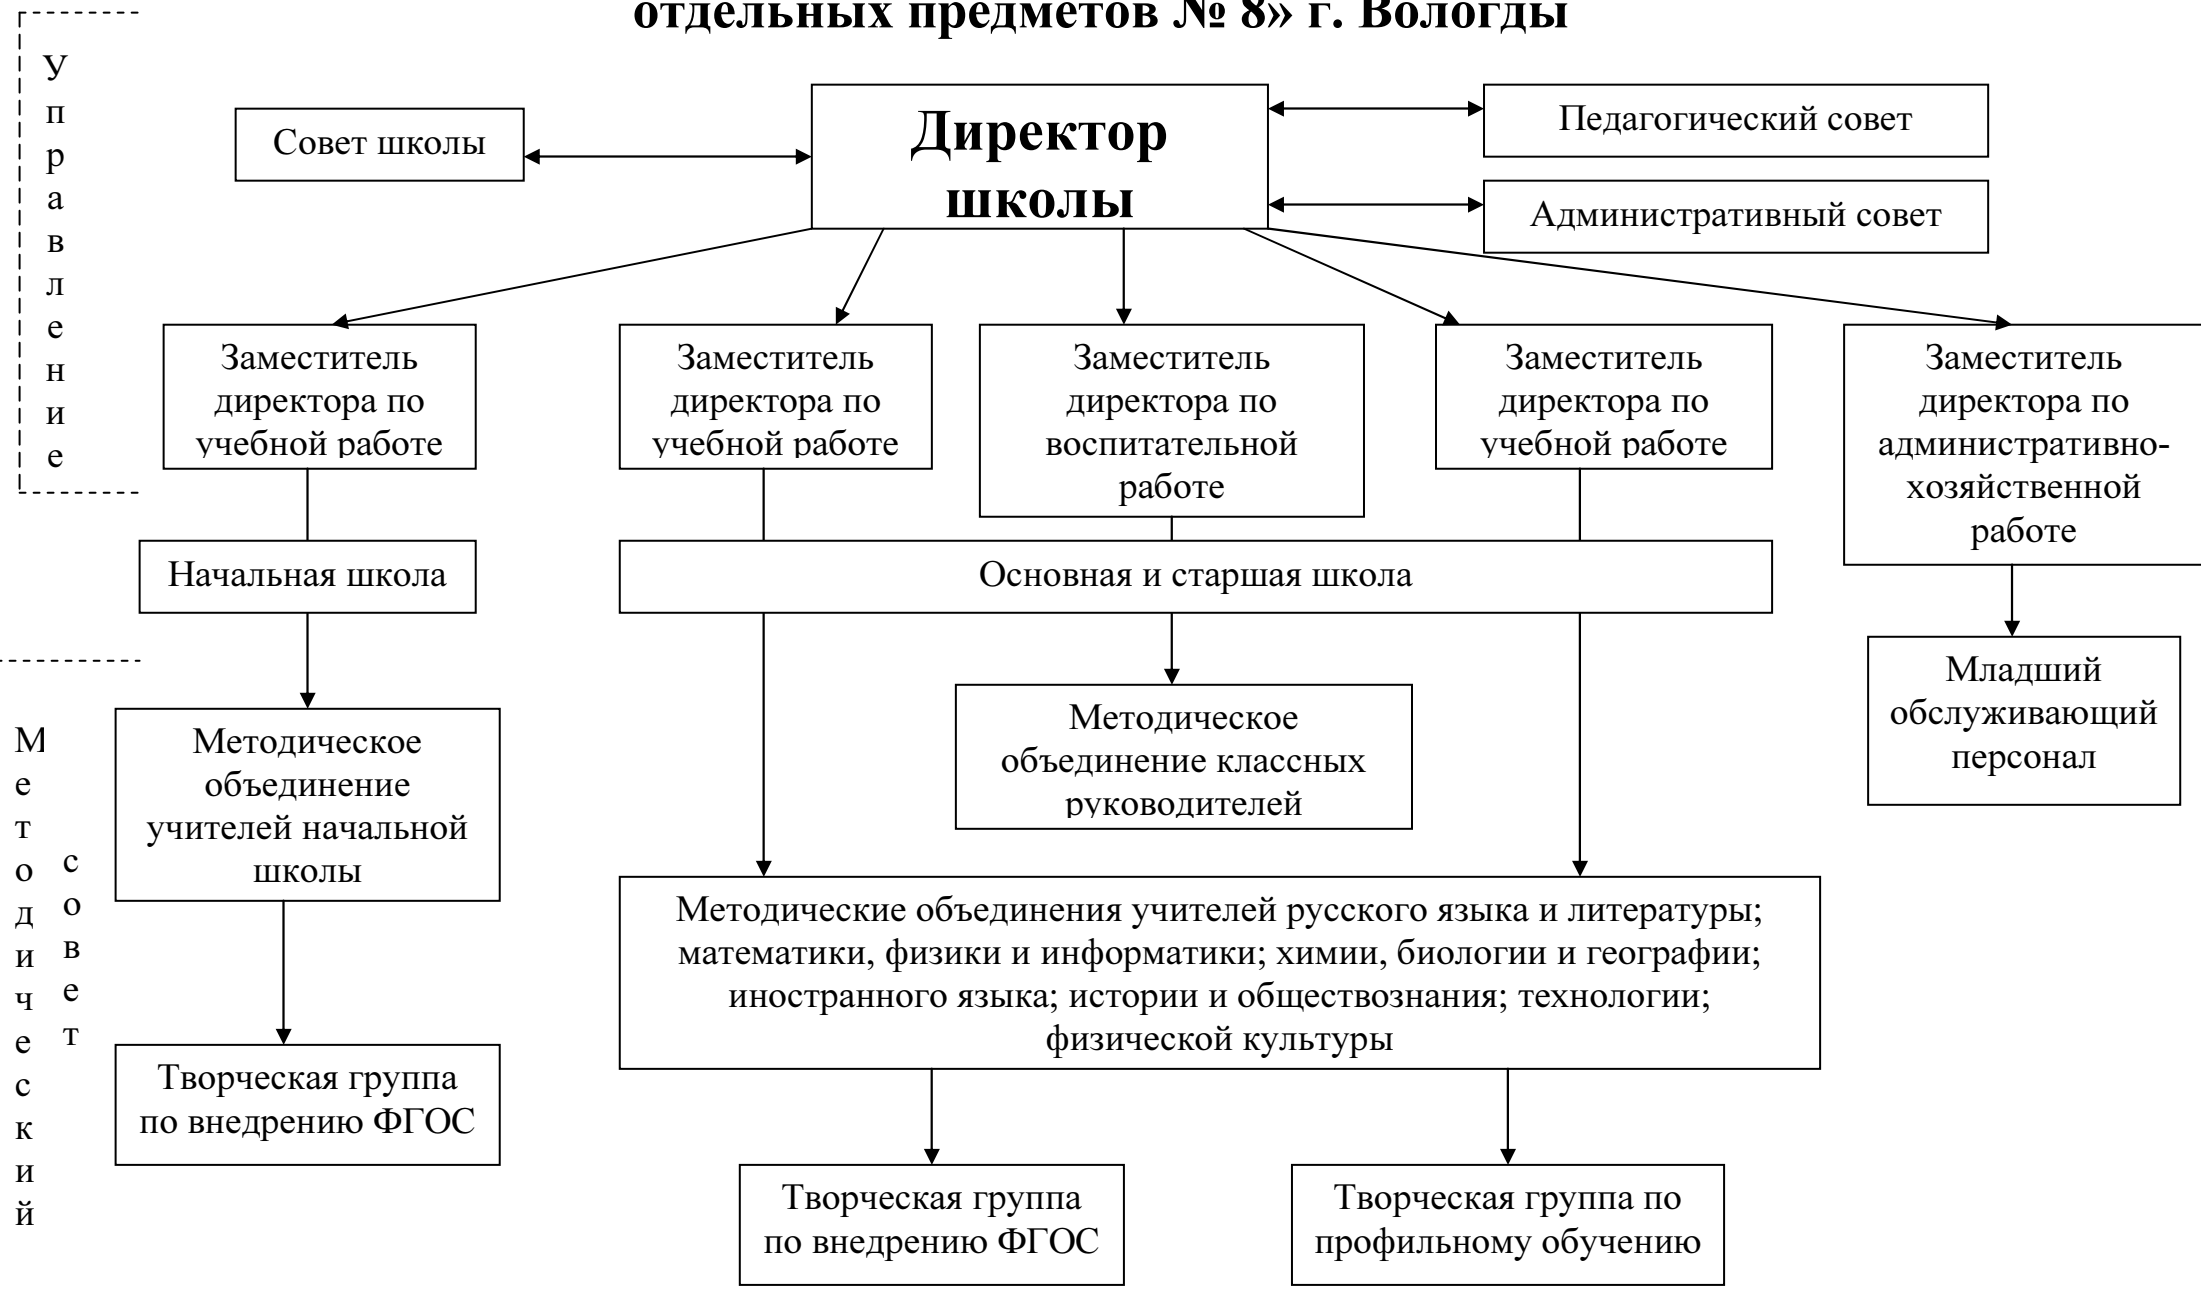 отдельных предметов № 8» г. Вологды
Управление
Совет школы
Директор
школы
Педагогический совет
Административный совет
Заместитель
директора по
учебной работе
Заместитель
директора по
учебной работе
Заместитель
директора по
воспитательной
работе
Заместитель
директора по
учебной работе
Заместитель
директора по
административно-
хозяйственной
работе
Начальная школа
Основная и старшая школа
Младший
обслуживающий
персонал
Методический
совет
Методическое
объединение
учителей начальной
школы
Методическое
объединение классных
руководителей
Методические объединения учителей русского языка и литературы;
математики, физики и информатики; химии, биологии и географии;
иностранного языка; истории и обществознания; технологии;
физической культуры
Творческая группа
по внедрению ФГОС
Творческая группа
по внедрению ФГОС
Творческая группа по
профильному обучению